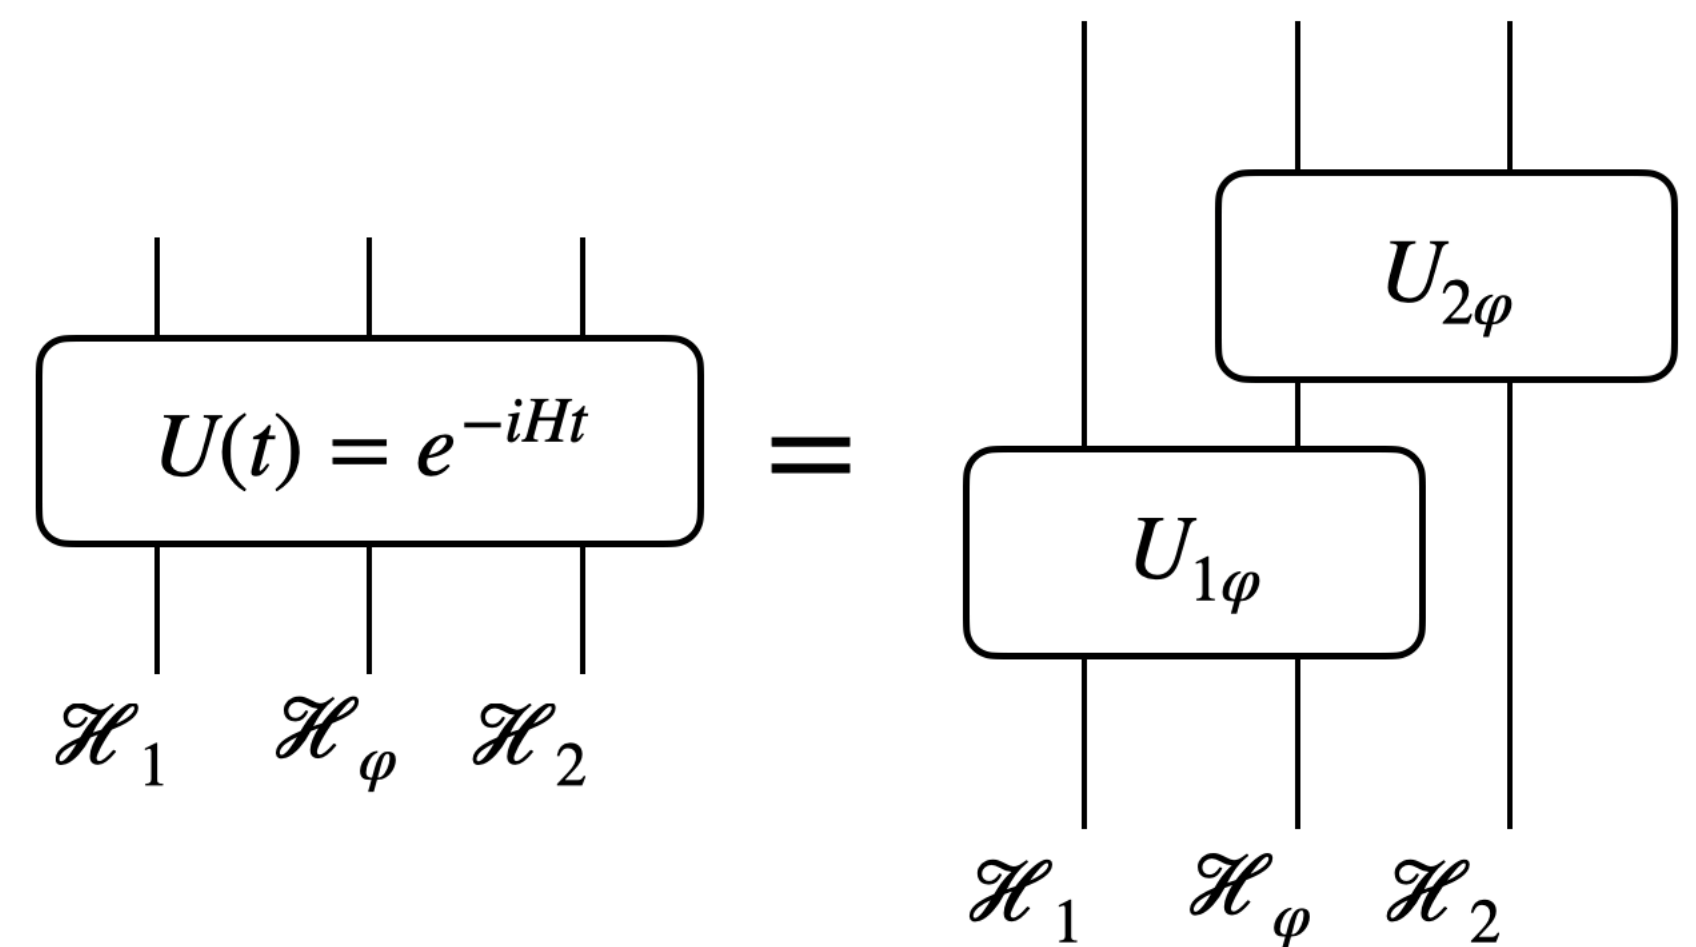 U(t) = e^{-iHt}
ℋ_1 ℋ_φ ℋ_2
=
U_{2φ}
U_{1φ}
ℋ_1 ℋ_φ ℋ_2